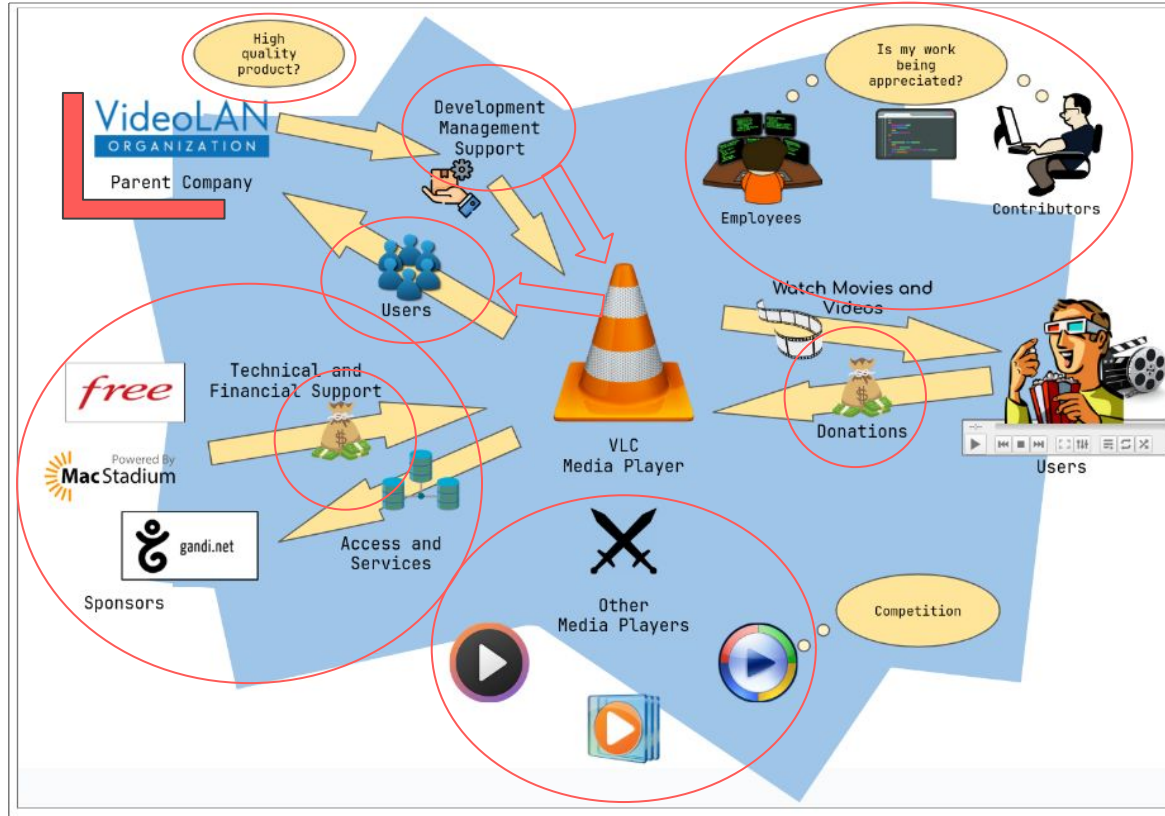 High
quality
product?
VideoLAN
ORGANIZATION
Parent Company
Development
Management
Support
Is my work
being
appreciated?
Employees
Contributors
Users
Watch Movies and
Videos
free
Technical and
Financial Support
Powered By
MacStadium
gandi.net
Sponsors
Access and
Services
VLC
Media Player
Donations
Users
Other
Media Players
Competition